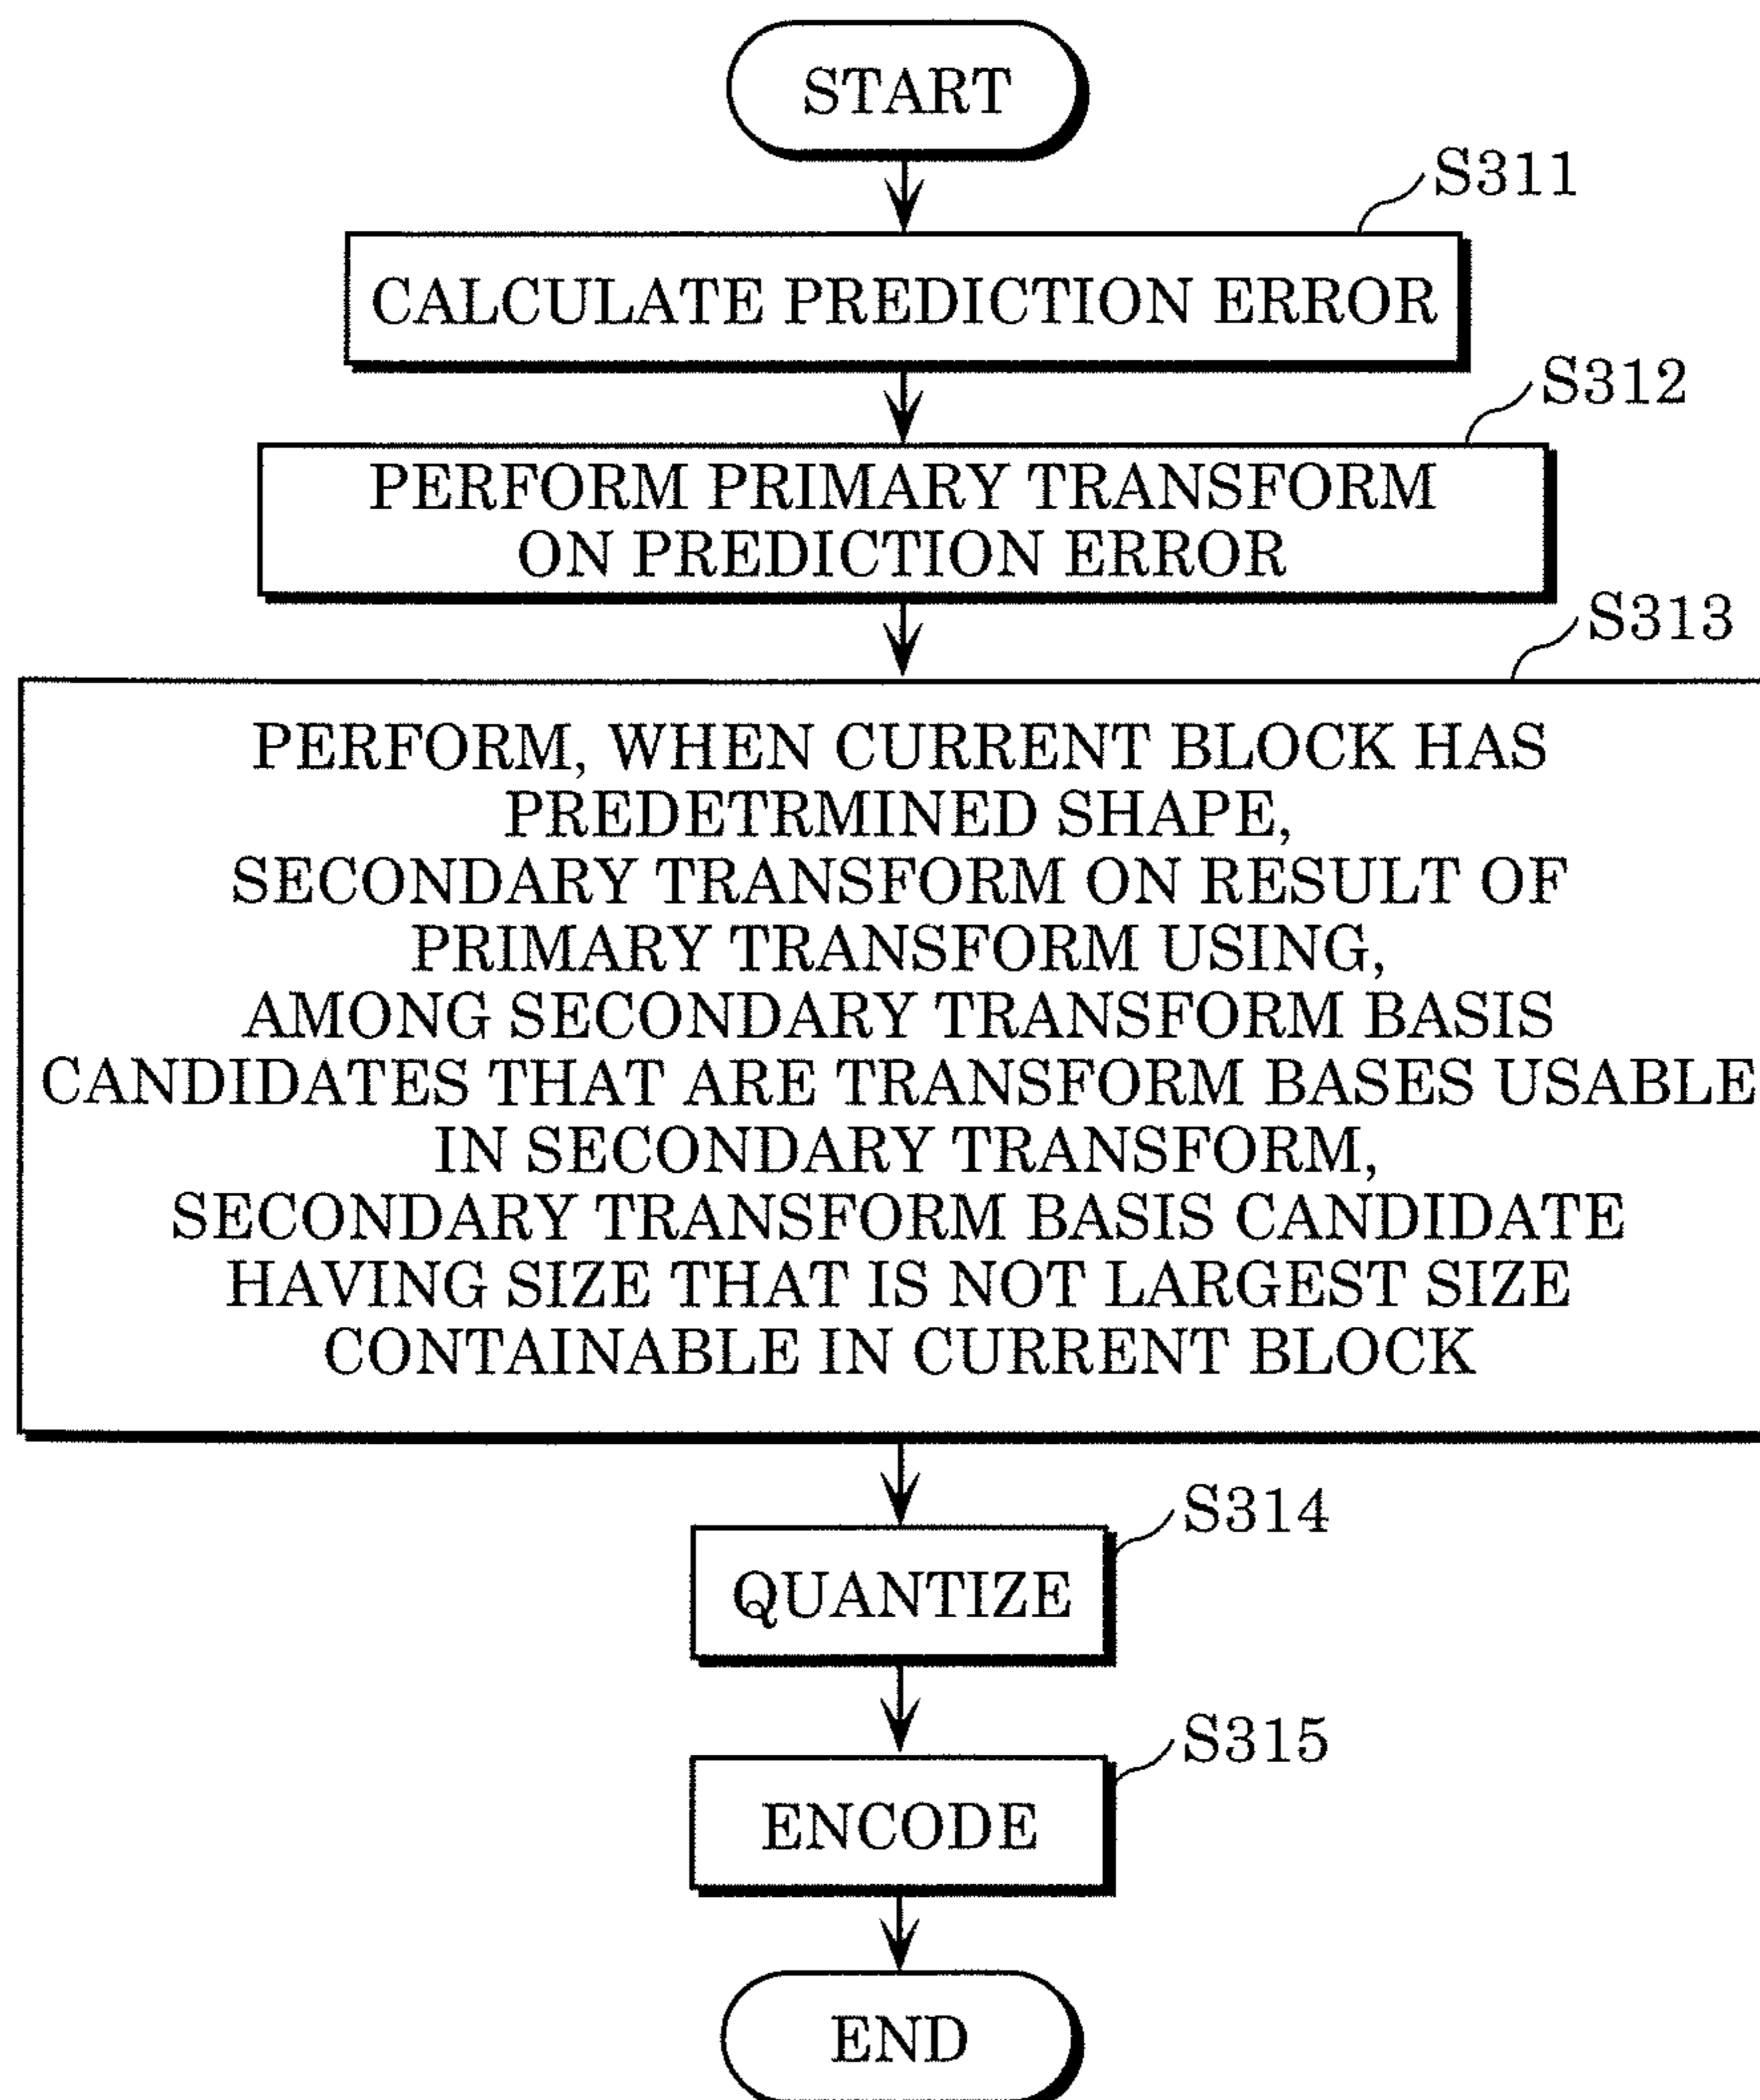 START
S311
CALCULATE PREDICTION ERROR
S312
PERFORM PRIMARY TRANSFORM
ON PREDICTION ERROR
S313
PERFORM, WHEN CURRENT BLOCK HAS
PREDETRMINED SHAPE,
SECONDARY TRANSFORM ON RESULT OF
PRIMARY TRANSFORM USING,
AMONG SECONDARY TRANSFORM BASIS
CANDIDATES THAT ARE TRANSFORM BASES USABLE
IN SECONDARY TRANSFORM,
SECONDARY TRANSFORM BASIS CANDIDATE
HAVING SIZE THAT IS NOT LARGEST SIZE
CONTAINABLE IN CURRENT BLOCK
S314
QUANTIZE
S315
ENCODE
END